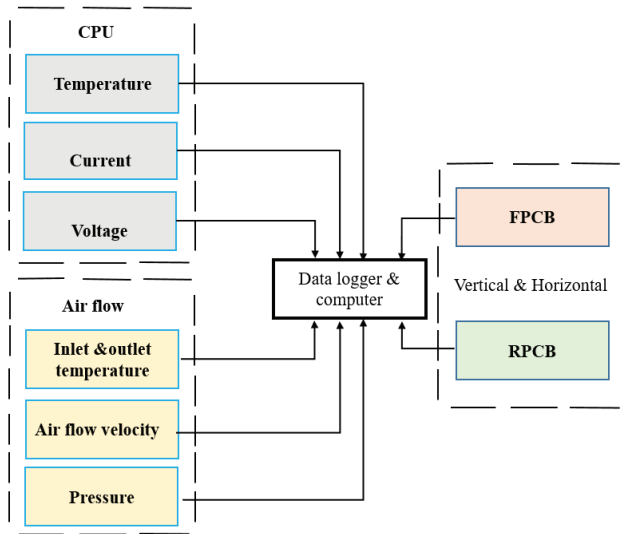 CPU
Temperature
Current
Voltage
Air flow
Inlet &outlet
temperature
Air flow velocity
Pressure
Data logger &
computer
FPCB
Vertical & Horizontal
RPCB